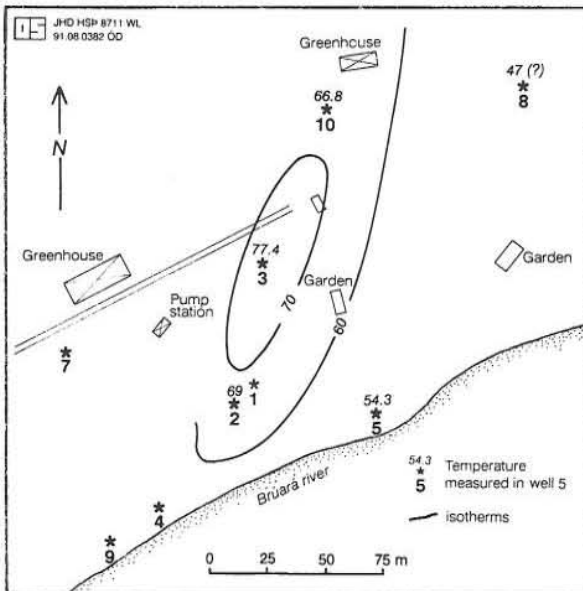 OS JHD HSÞ 8711 WL
91.08 0382 ÓD
Greenhouse
47 (?)
8
66.8
10
N
Greenhouse
77.4
3
Garden
Garden
Pump
station
70
60
7
69
1
2
54.3
5
54.3
5
Temperature
measured in well 5
Brúará river
isotherms
4
9
0 25 50 75 m